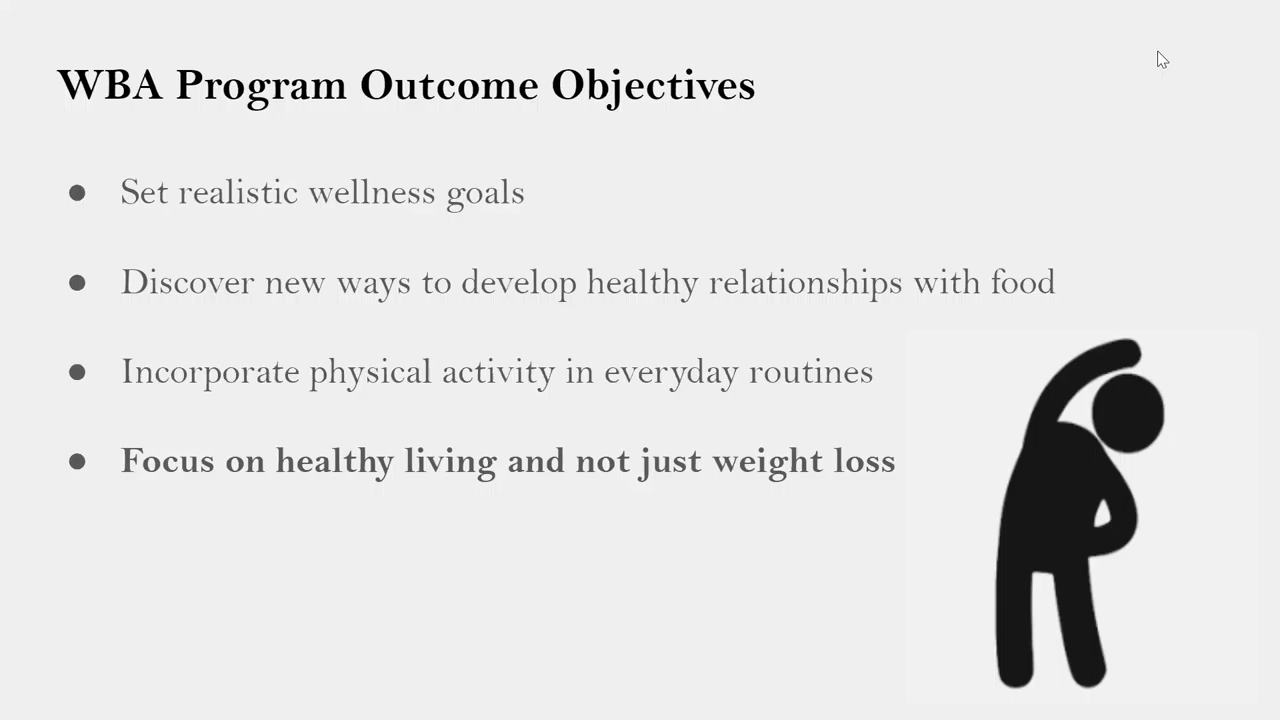 WBA Program Outcome Objectives
● Set realistic wellness goals
● Discover new ways to develop healthy relationships with food
● Incorporate physical activity in everyday routines
● Focus on healthy living and not just weight loss